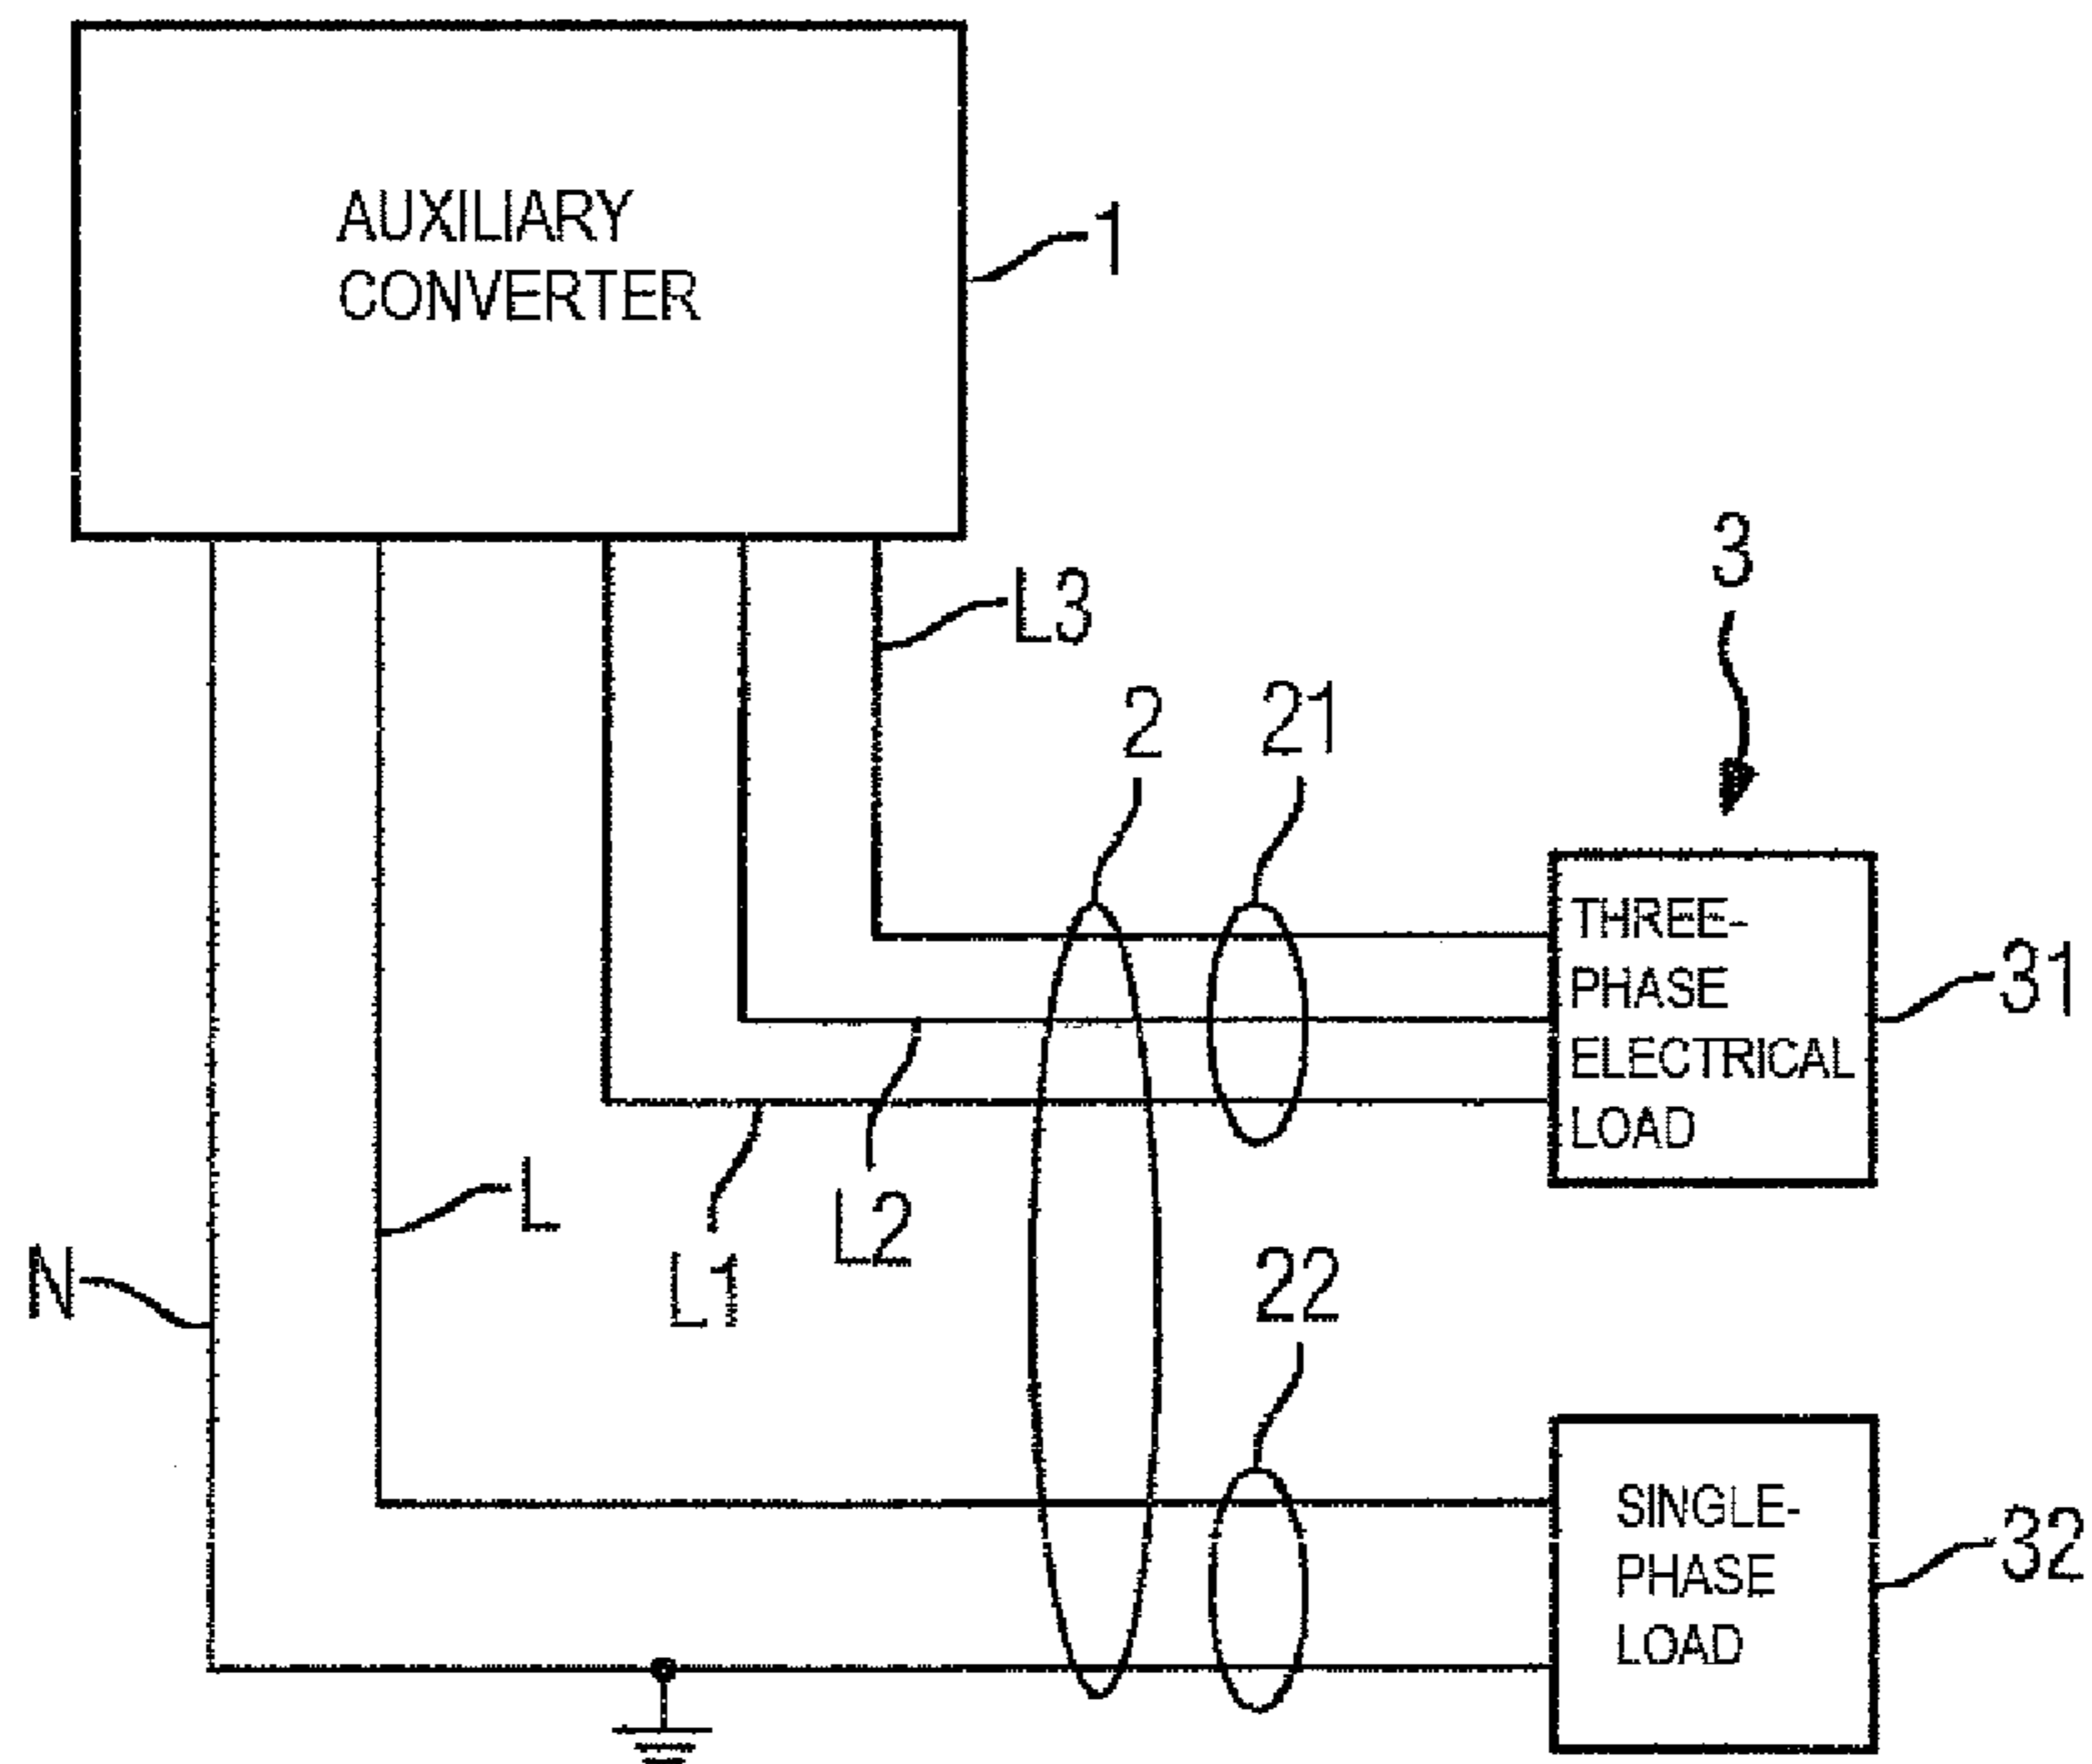 AUXILIARY
CONVERTER
1
L3
3
2
21
THREE-
PHASE
ELECTRICAL
LOAD
31
L
L2
L1
N
22
SINGLE-
PHASE
LOAD
32